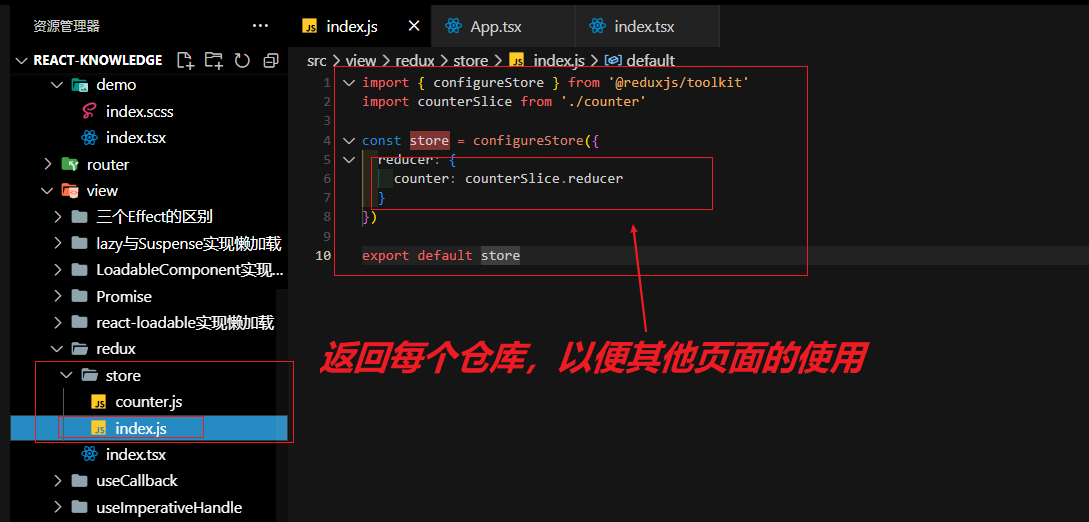 资源管理器
REACT-KNOWLEDGE
demo
index.scss
index.tsx
router
view
三个Effect的区别
lazy与Suspense实现懒加载
LoadableComponent实现...
Promise
react-loadable实现懒加载
redux
store
counter.js
index.js
index.tsx
useCallback
useImperativeHandle
index.js
App.tsx
index.tsx
src > view > redux > store > index.js > default
1 import { configureStore } from '@reduxjs/toolkit'
2 import counterSlice from './counter'
3
4 const store = configureStore({
5 reducer: {
6 counter: counterSlice.reducer
7 }
8 })
9
10 export default store
返回每个仓库，以便其他页面的使用